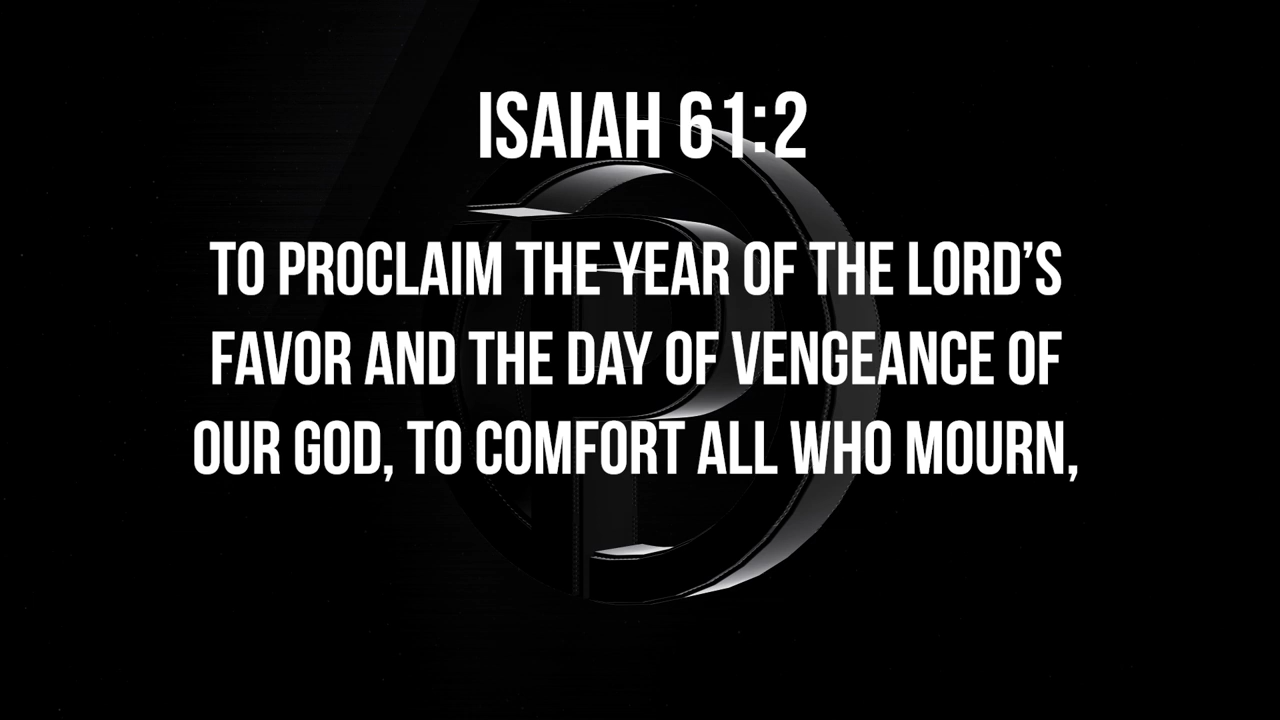 ISAIAH 61:2
TO PROCLAIM THE YEAR OF THE LORD’S
FAVOR AND THE DAY OF VENGEANCE OF
OUR GOD, TO COMFORT ALL WHO MOURN,